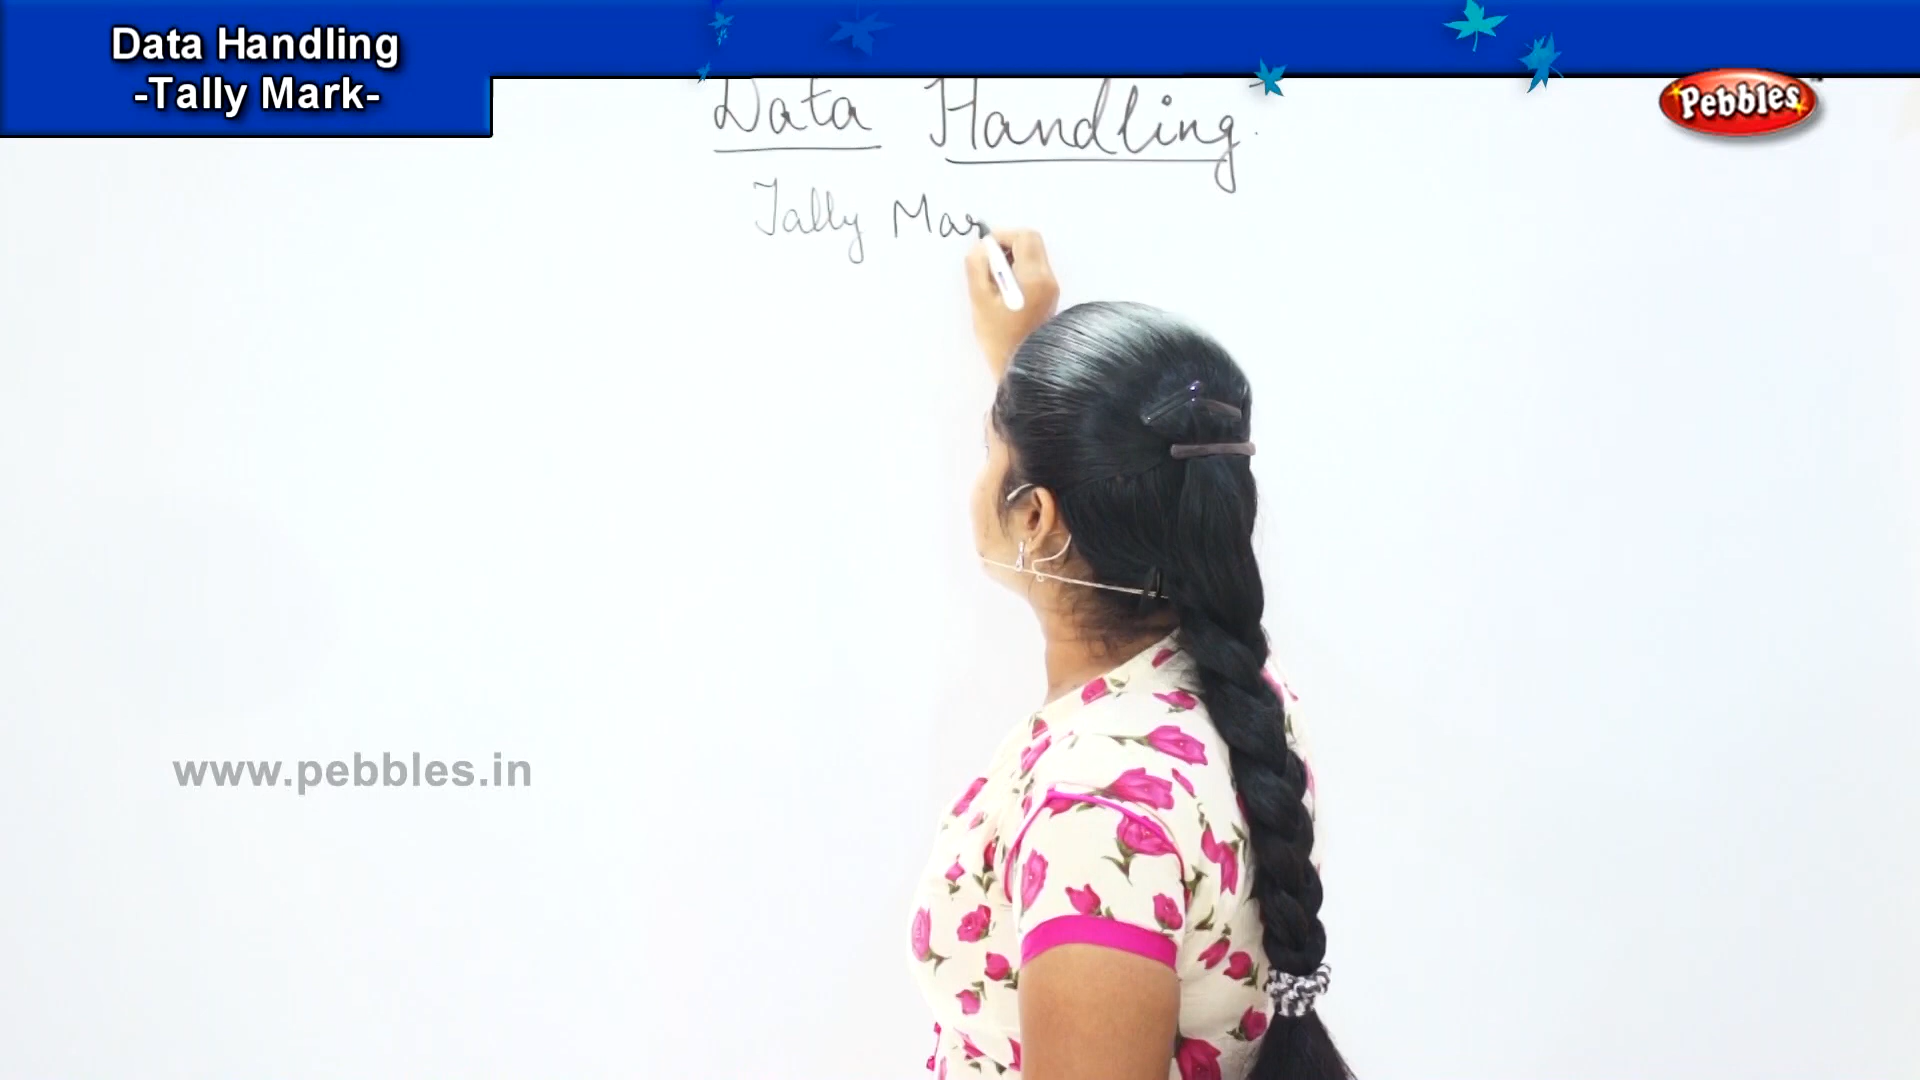 Data Handling
-Tally Mark-
Pebbles
Data Handling.
Tally Mar
www.pebbles.in